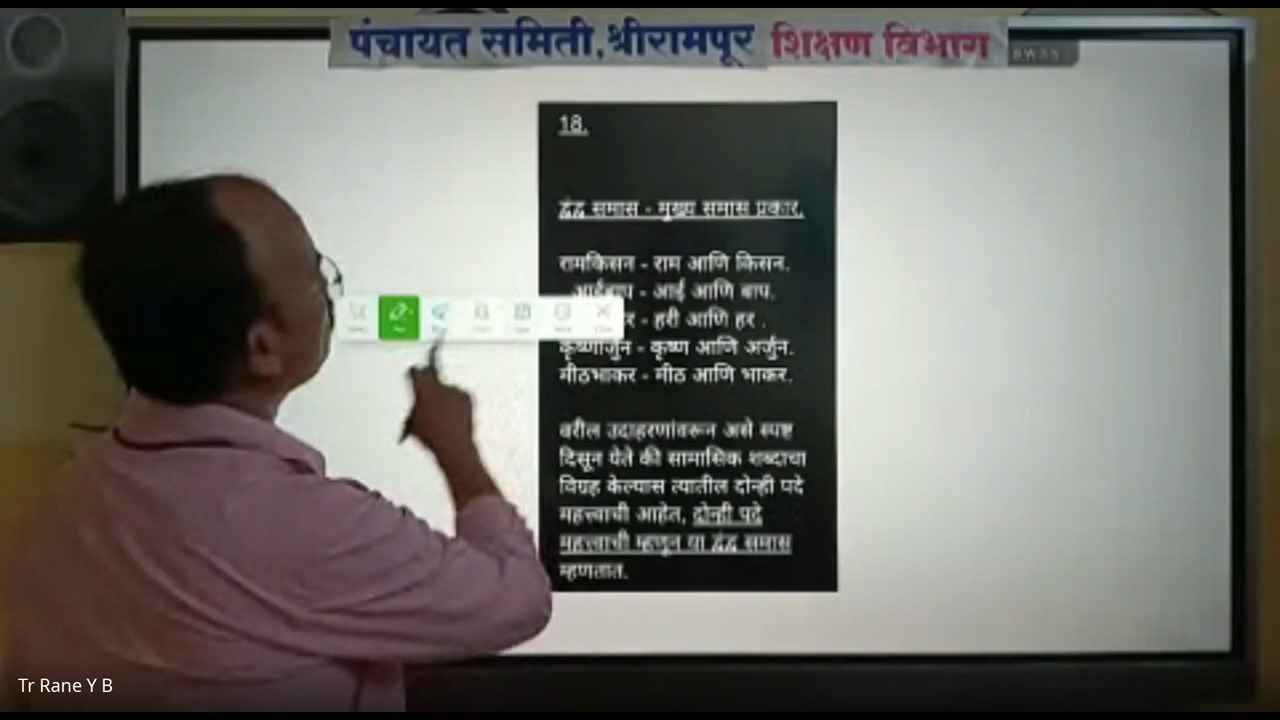 पंचायत समिती,श्रीरामपूर शिक्षण विभाग
18.
द्वंद्व समास - मुख्य समास प्रकार.
रामकिसन - राम आणि किसन.
आईबाप - आई आणि बाप.
- हरी आणि हर .
कृष्णार्जुन - कृष्ण आणि अर्जुन.
मीठभाकर - मीठ आणि भाकर.
वरील उदाहरणांवरून असे स्पष्ट
दिसून येते की सामासिक शब्दाचा
विग्रह केल्यास त्यातील दोन्ही पदे
महत्त्वाची आहेत, दोन्ही पदे
महत्त्वाची म्हणून या द्वंद्व समास
म्हणतात.
Tr Rane Y B